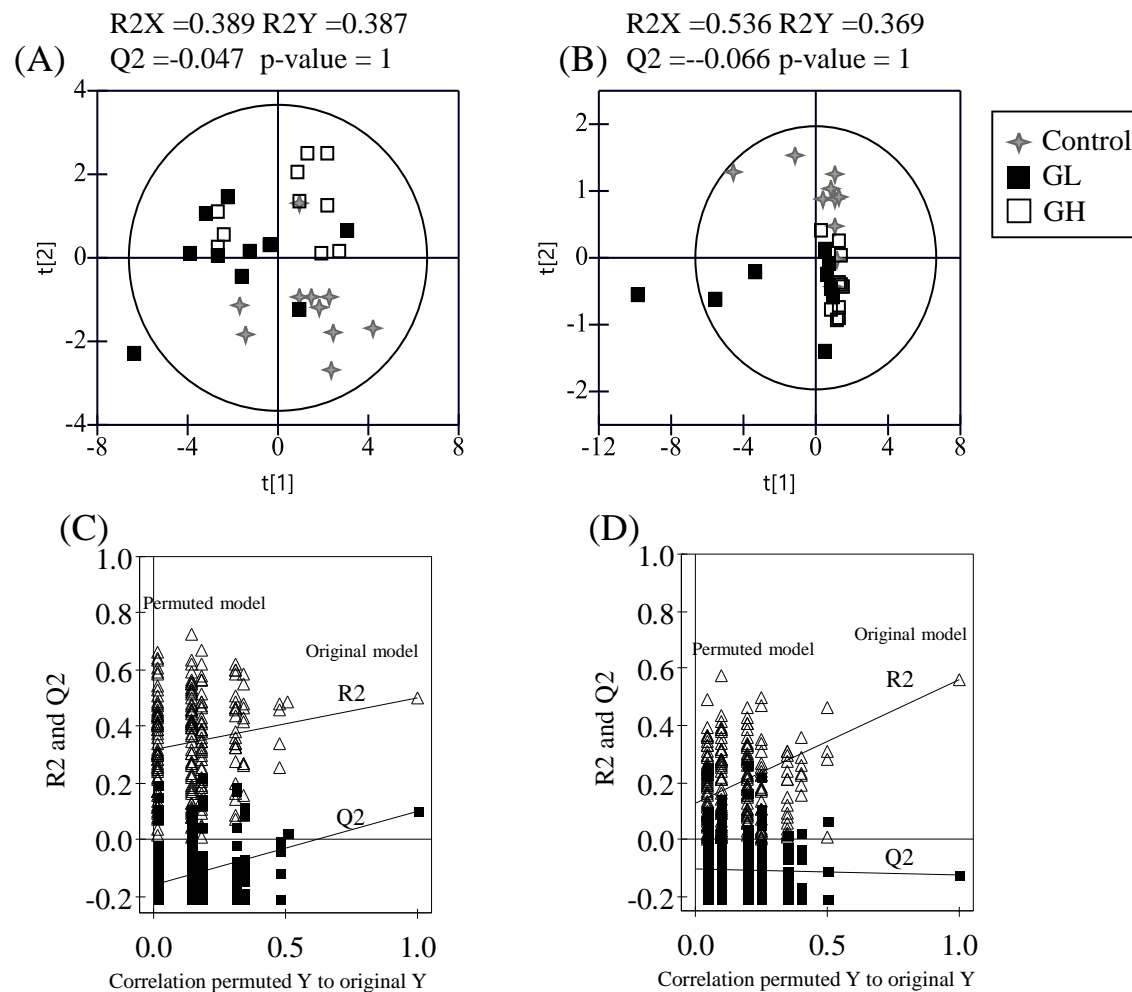 R2X =0.389 R2Y =0.387
(A) Q2 =-0.047 p-value = 1
4
2
0
-2
-4
t[2]
-8 -4 0 4 8
t[1]
R2X =0.536 R2Y =0.369
(B) Q2 =--0.066 p-value = 1
2
1
0
-1
-2
t[2]
-12 -8 -4 0 4 8
t[1]
Control
GL
GH
(C)
1.0
0.8
0.6
0.4
0.2
0.0
-0.2
R2 and Q2
Permuted model
Original model
R2
Q2
0.0 0.5 1.0
Correlation permuted Y to original Y
(D)
1.0
0.8
0.6
0.4
0.2
0.0
-0.2
R2 and Q2
Original model
Permuted model
R2
Q2
0.0 0.5 1.0
Correlation permuted Y to original Y